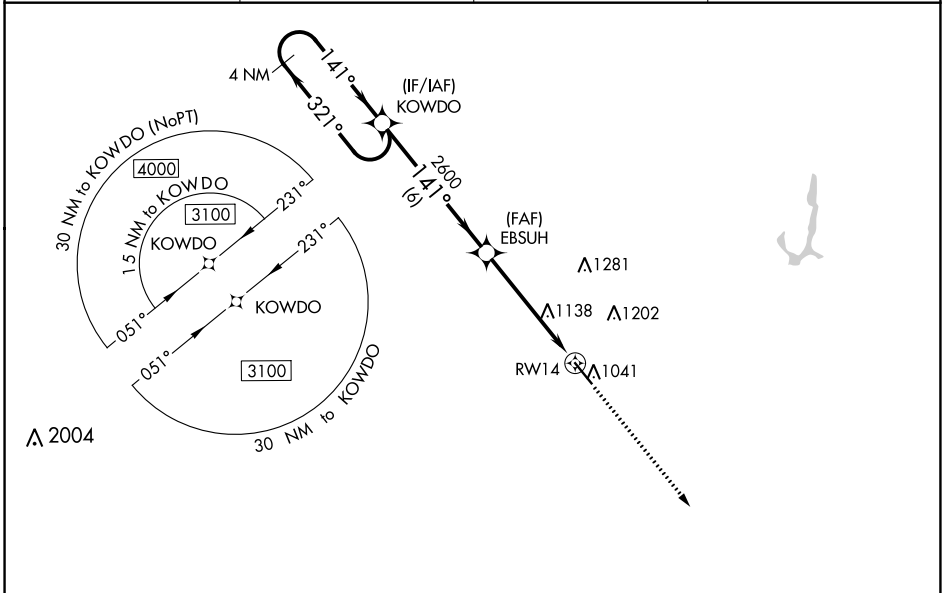 4 NM
141°
321°
(IF/IAF)
KOWDO
2600
141°
(6)
(FAF)
EBSUH
30 NM to KOWDO (NoPT)
4000
15 NM to KOWDO
3100
231°
KOWDO
051°
231°
KOWDO
051°
3100
30 NM to KOWDO
1281
1138
1202
RW14
1041
2004